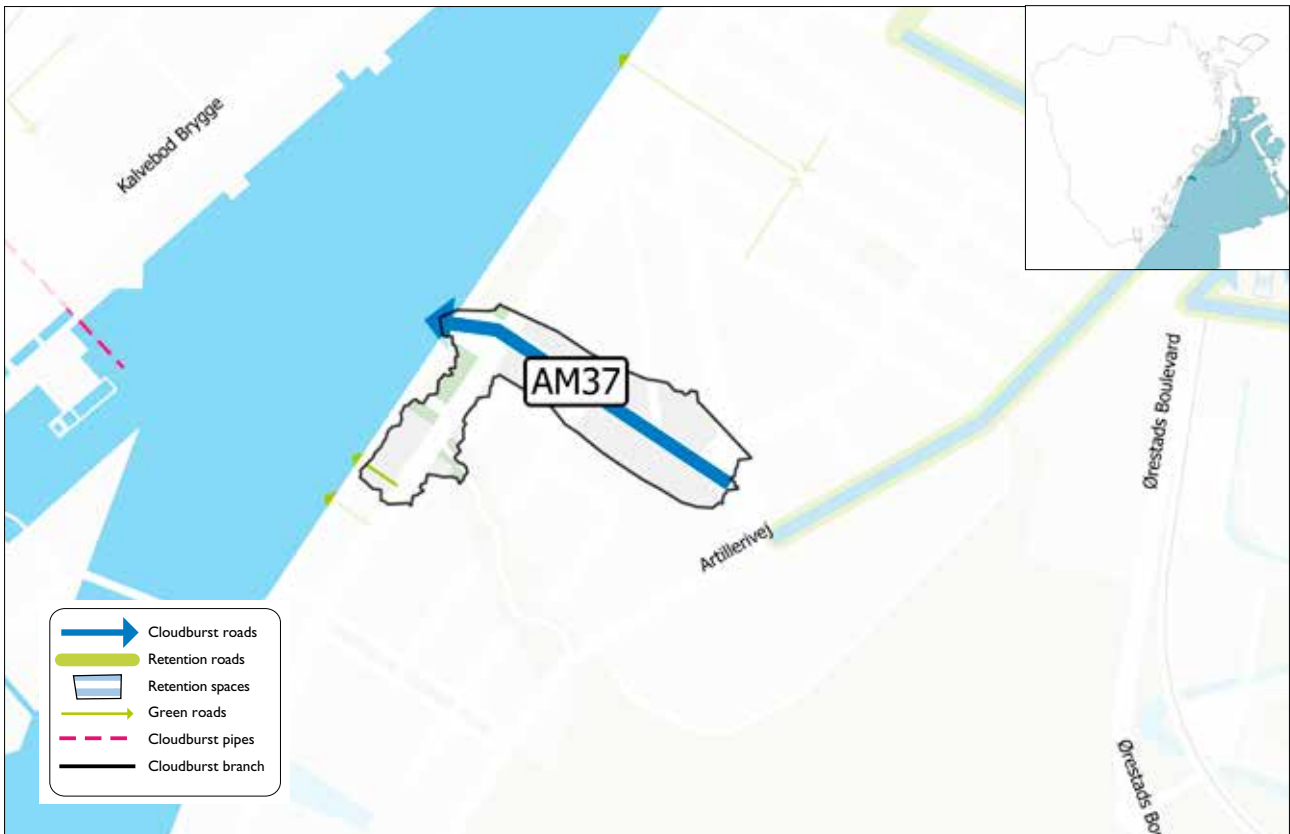 Kalvebod Brygge
AM37
Ørestads Boulevard
Artillerivej
Ørestads Bo
Cloudburst roads
Retention roads
Retention spaces
Green roads
Cloudburst pipes
Cloudburst branch